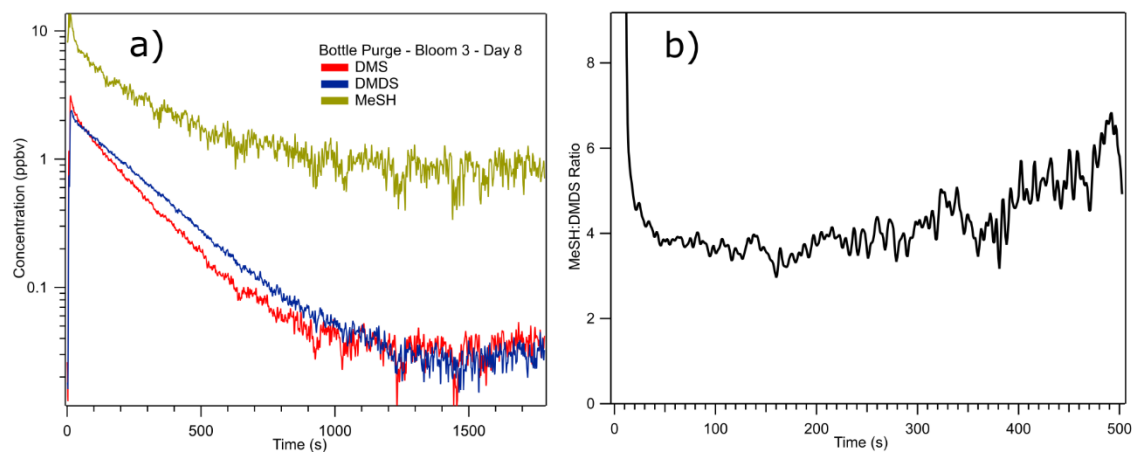 a)
Bottle Purge - Bloom 3 - Day 8
DMS
DMDS
MeSH
Concentration (ppbv)
10
1
0.1
0 500 1000 1500
Time (s)
b)
MeSH:DMDS Ratio
8
6
4
2
0
0 100 200 300 400 500
Time (s)